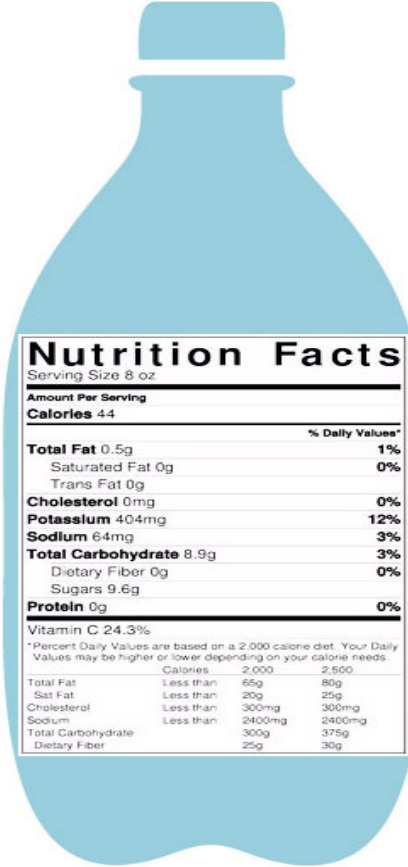 Nutrition Facts
Serving Size 8 oz
Amount Per Serving
Calories 44
% Daily Values*
Total Fat 0.5g 1%
Saturated Fat 0g 0%
Trans Fat 0g
Cholesterol 0mg 0%
Potassium 404mg 12%
Sodium 64mg 3%
Total Carbohydrate 8.9g 3%
Dietary Fiber 0g 0%
Sugars 9.6g
Protein 0g 0%
Vitamin C 24.3%
*Percent Daily Values are based on a 2,000 calorie diet. Your Daily
Values may be higher or lower depending on your calorie needs.
Calories 2,000 2,500
Total Fat Less than 65g 80g
Sat Fat Less than 20g 25g
Cholesterol Less than 300mg 300mg
Sodium Less than 2400mg 2400mg
Total Carbohydrate 300g 375g
Dietary Fiber 25g 30g